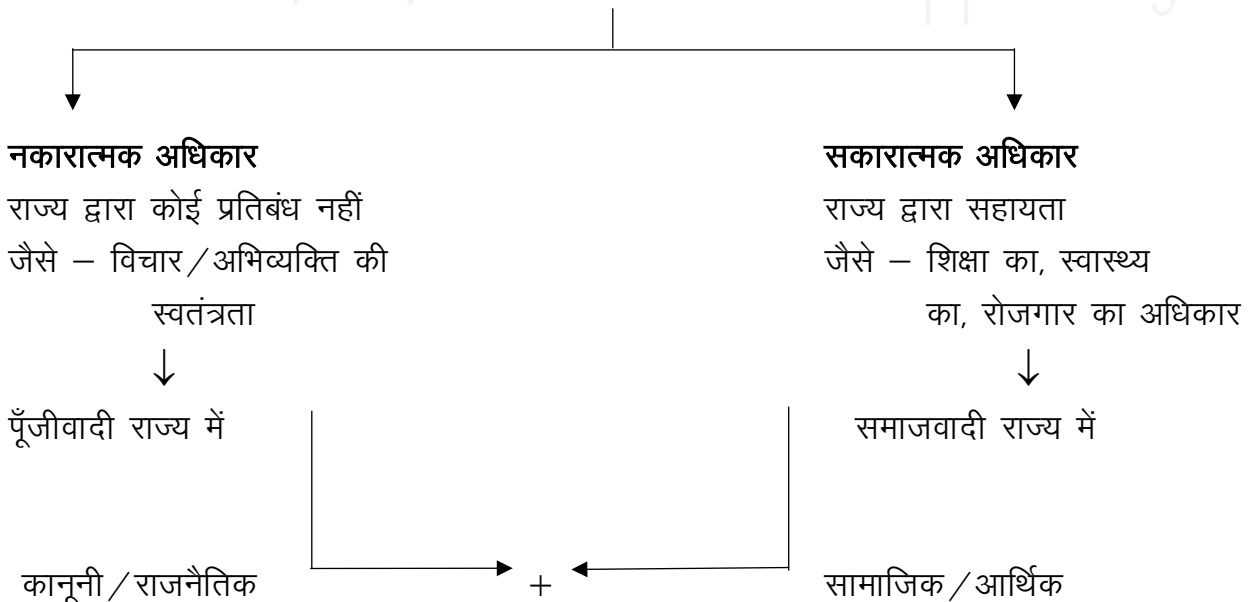 नकारात्मक अधिकार
राज्य द्वारा कोई प्रतिबंध नहीं
जैसे – विचार/अभिव्यक्ति की
स्वतंत्रता
↓
पूँजीवादी राज्य में
कानूनी/राजनैतिक
सकारात्मक अधिकार
राज्य द्वारा सहायता
जैसे – शिक्षा का, स्वास्थ्य
का, रोजगार का अधिकार
↓
समाजवादी राज्य में
सामाजिक/आर्थिक
+